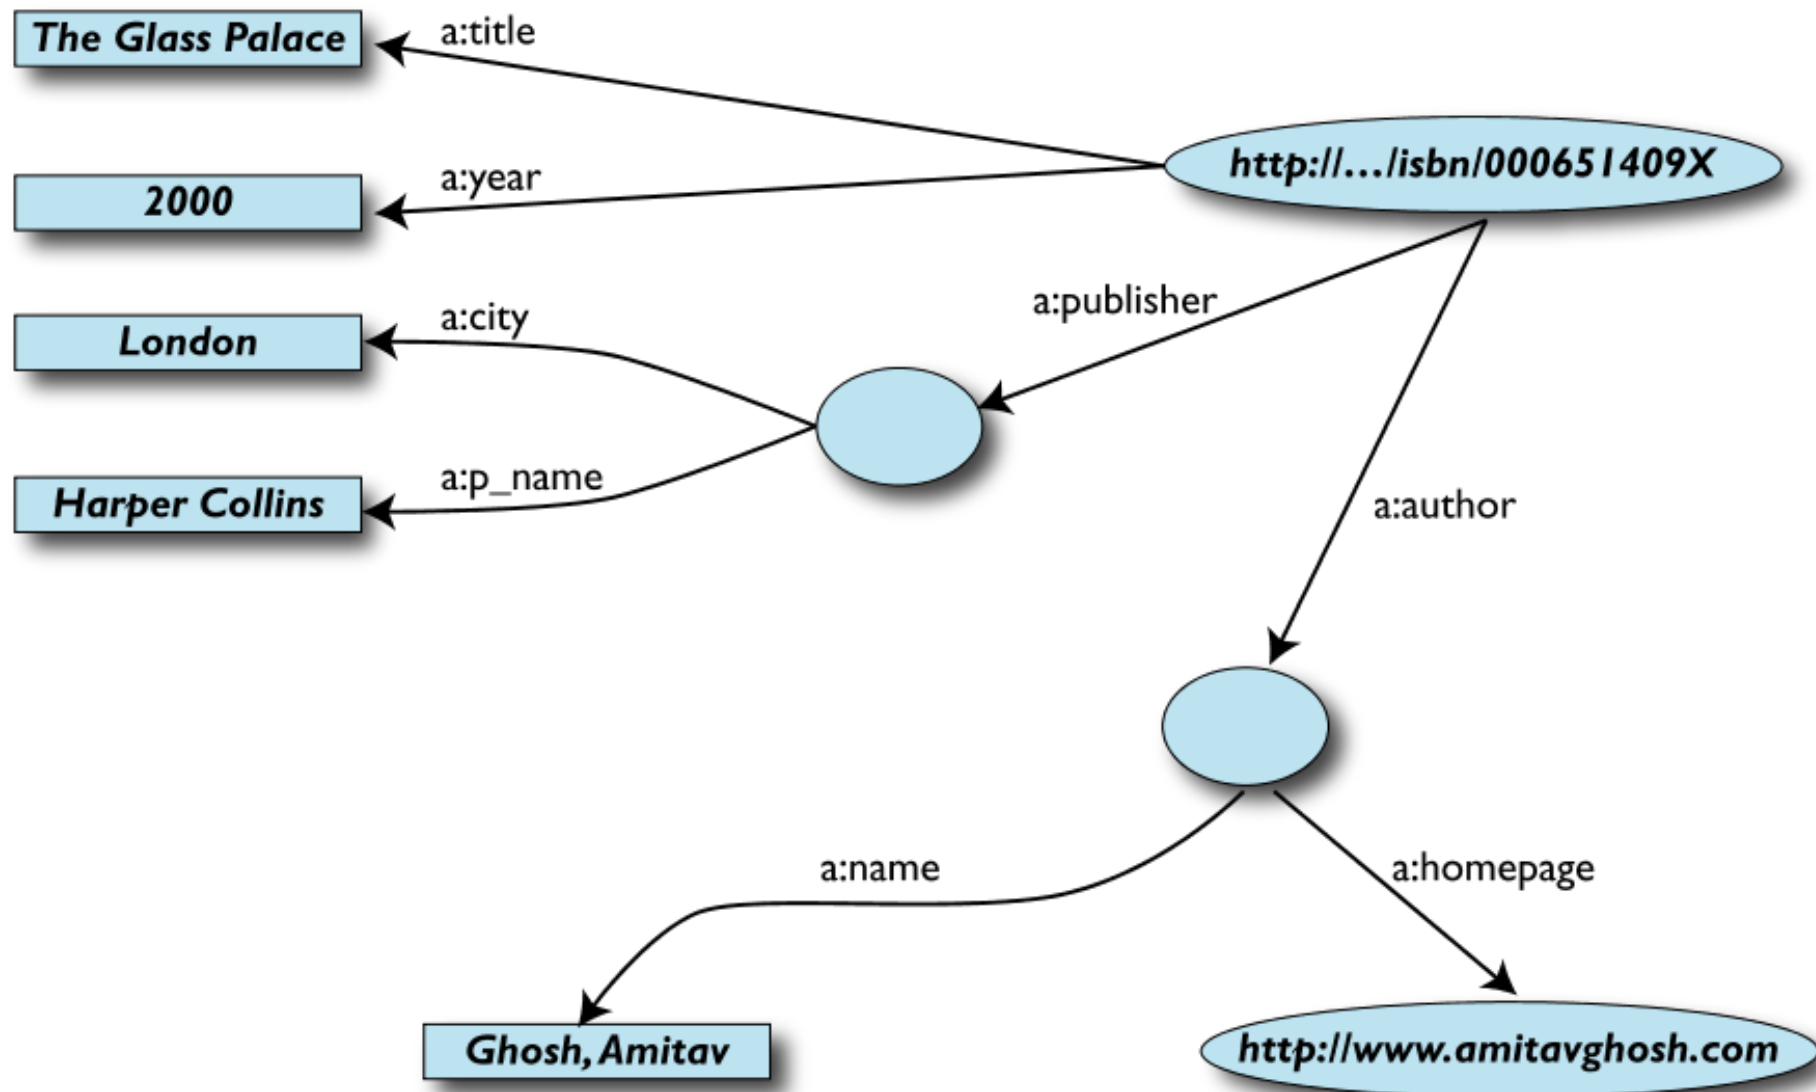 The Glass Palace
a:title
http://.../isbn/000651409X
2000
a:year
a:publisher
London
a:city
Harper Collins
a:p_name
a:author
a:name
a:homepage
Ghosh, Amitav
http://www.amitavghosh.com